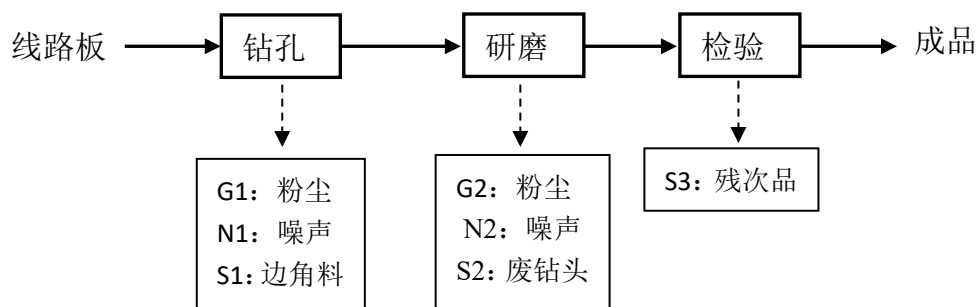 线路板
钻孔
研磨
检验
成品
G1：粉尘
N1：噪声
S1：边角料
G2：粉尘
N2：噪声
S2：废钻头
S3：残次品